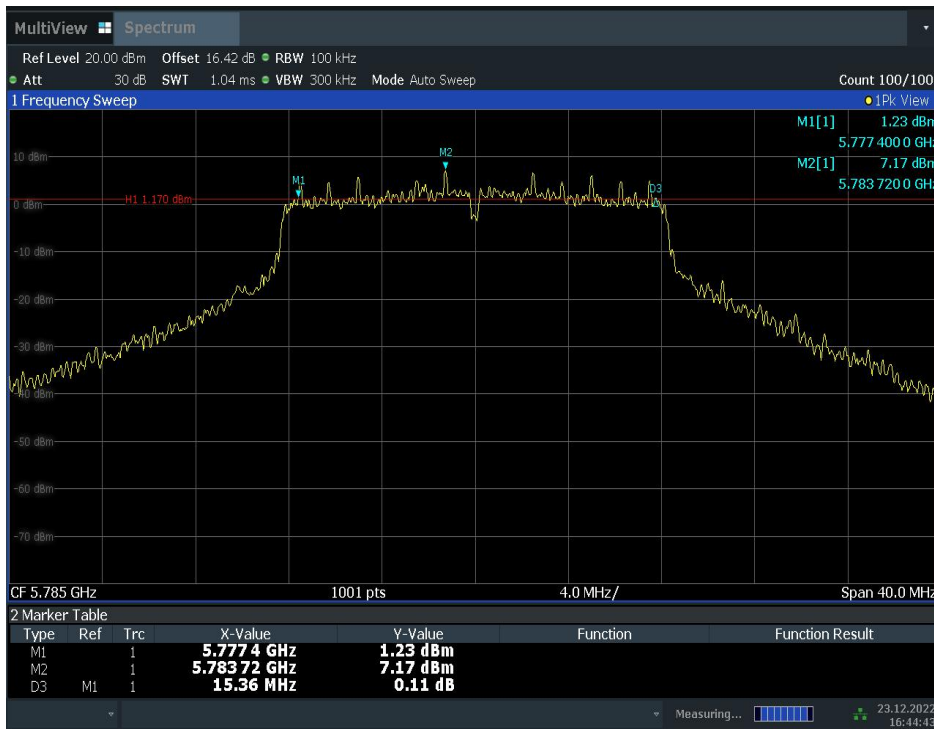 MultiView Spectrum
Ref Level 20.00 dBm Offset 16.42 dB RBW 100 kHz
Att 30 dB SWT 1.04 ms VBW 300 kHz Mode Auto Sweep Count 100/100
1 Frequency Sweep 1Pk View
M1[1] 1.23 dBm
5.777 400 0 GHz
M2[1] 7.17 dBm
5.783 720 0 GHz
M2
10 dBm
M1
D3
0 dBm
H1 1.170 dBm
-10 dBm
-20 dBm
-30 dBm
-40 dBm
-50 dBm
-60 dBm
-70 dBm
CF 5.785 GHz 1001 pts 4.0 MHz/ Span 40.0 MHz
2 Marker Table
Type Ref Trc X-Value Y-Value Function Function Result
M1 1 5.777 4 GHz 1.23 dBm
M2 1 5.783 72 GHz 7.17 dBm
D3 M1 1 15.36 MHz 0.11 dB
Measuring... 23.12.2022
16:44:43